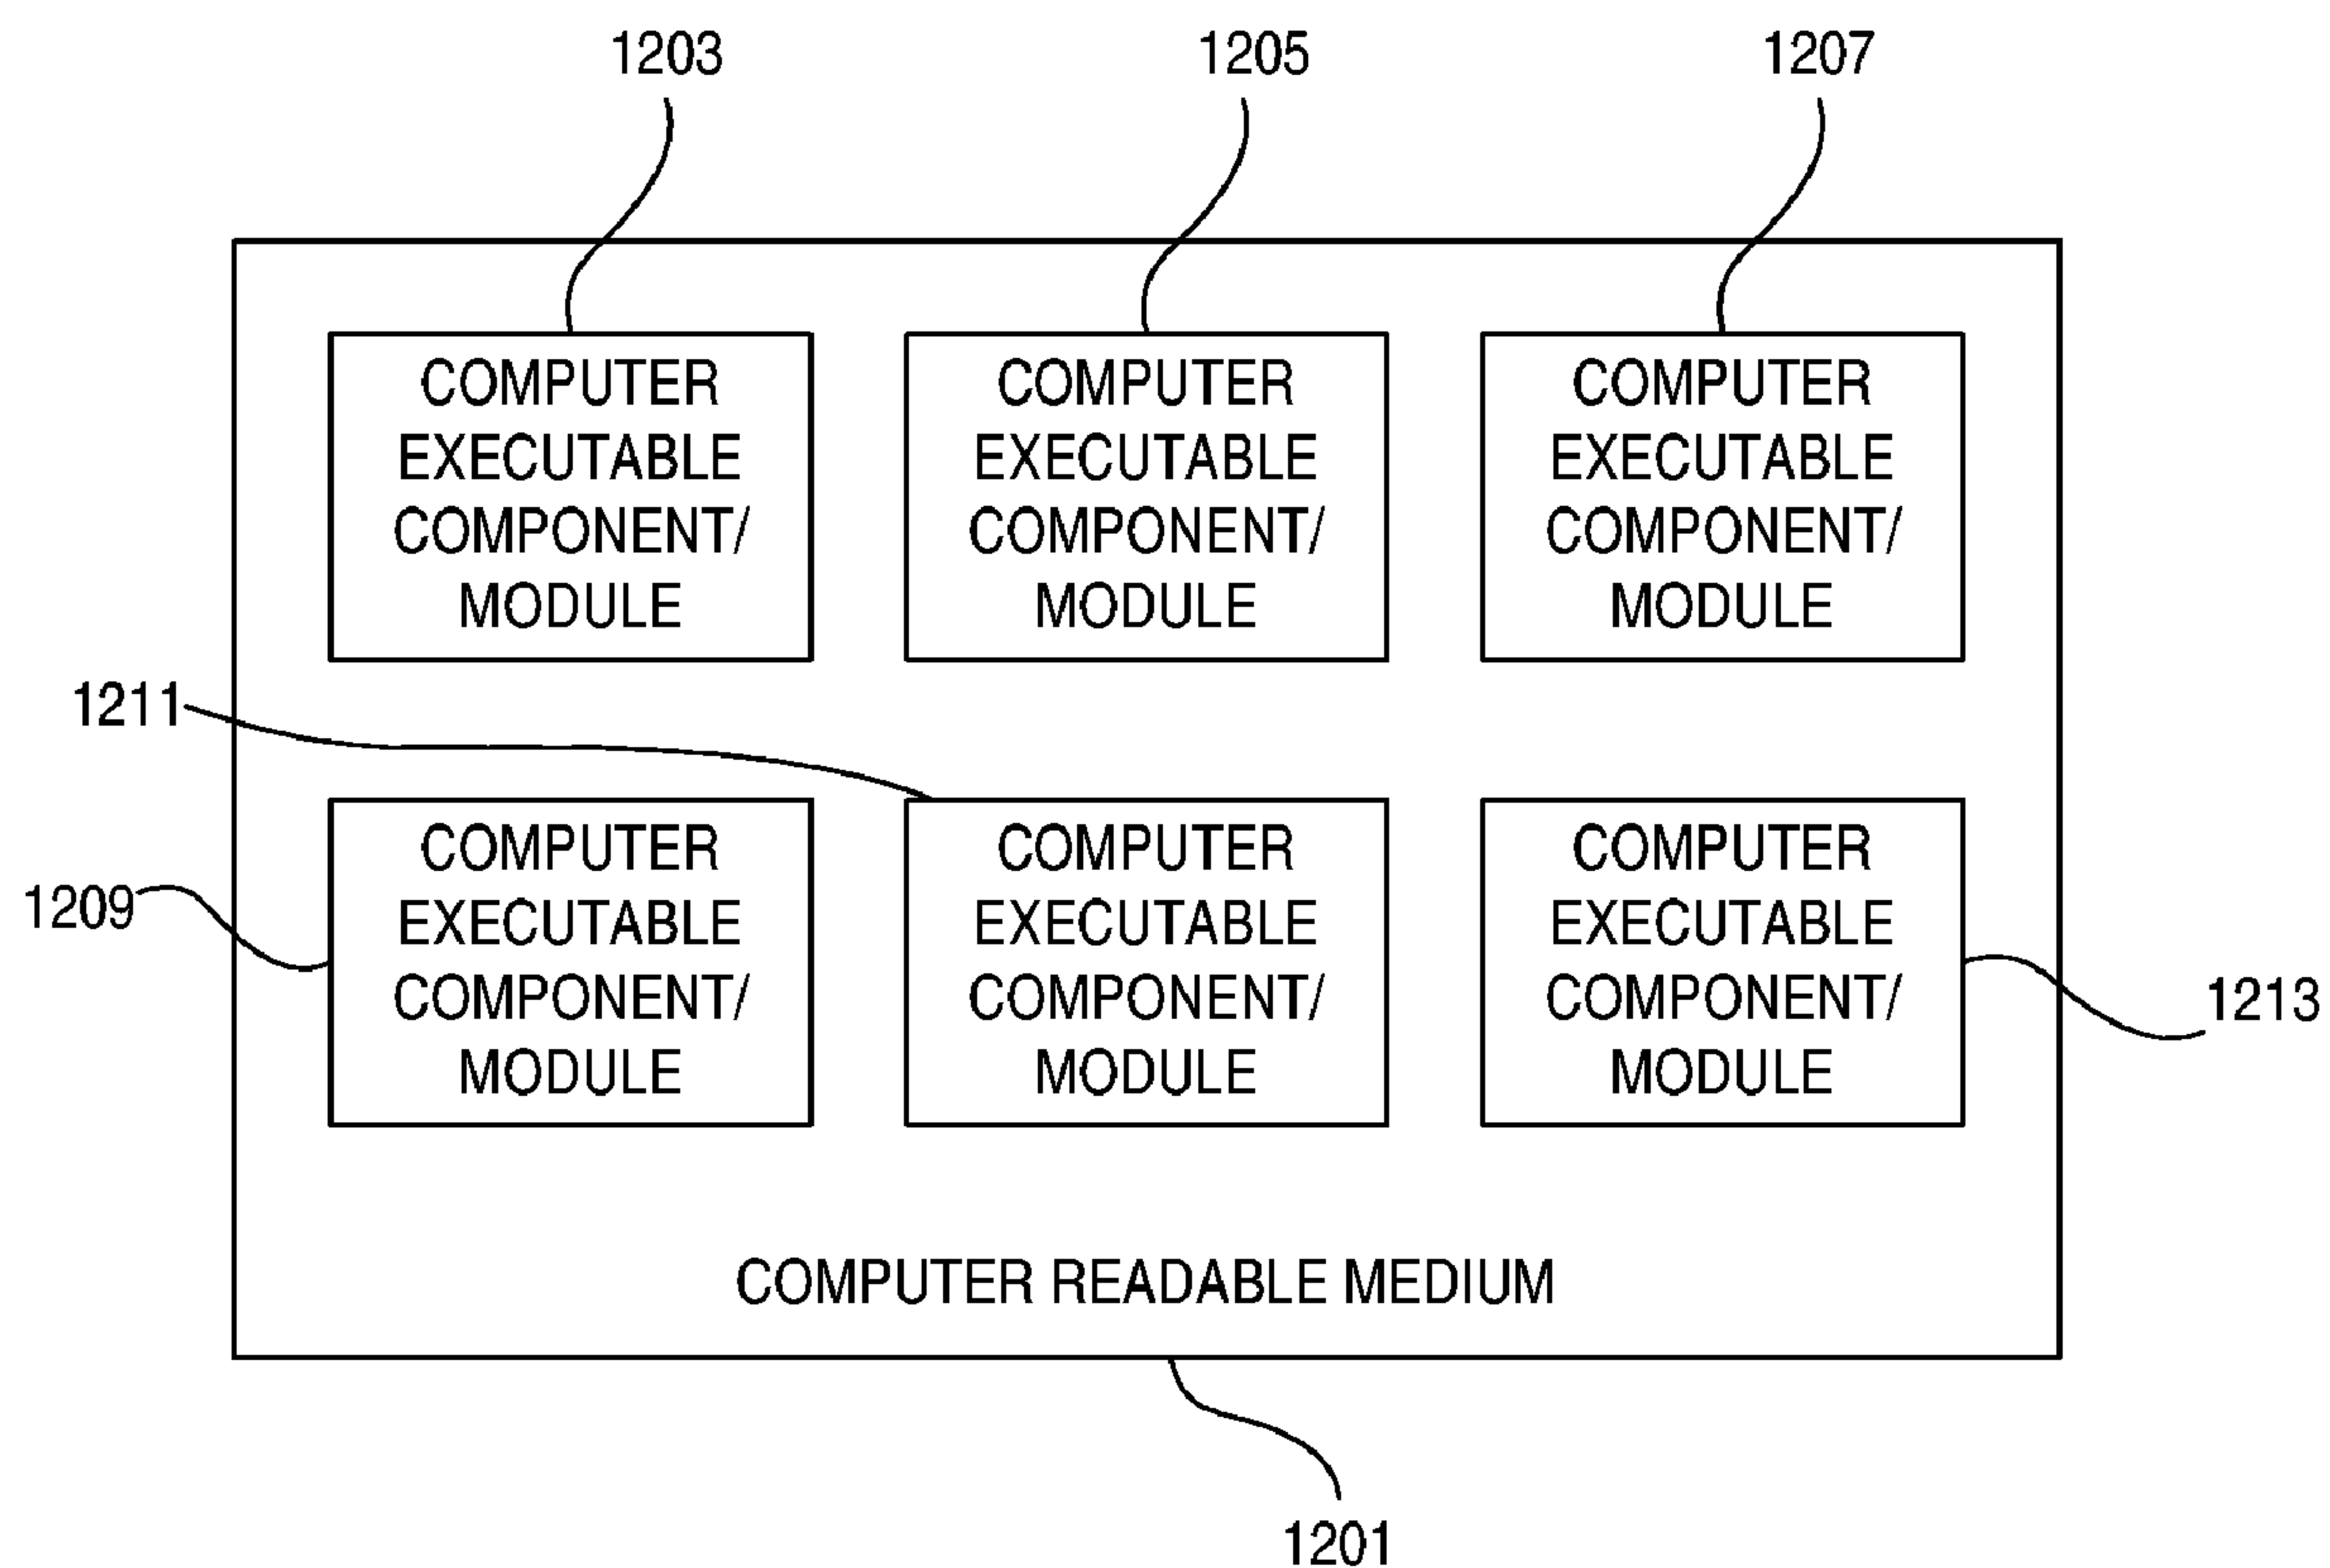 1203
1205
1207
COMPUTER
EXECUTABLE
COMPONENT/
MODULE
COMPUTER
EXECUTABLE
COMPONENT/
MODULE
COMPUTER
EXECUTABLE
COMPONENT/
MODULE
1211
1209
COMPUTER
EXECUTABLE
COMPONENT/
MODULE
COMPUTER
EXECUTABLE
COMPONENT/
MODULE
COMPUTER
EXECUTABLE
COMPONENT/
MODULE
1213
COMPUTER READABLE MEDIUM
1201